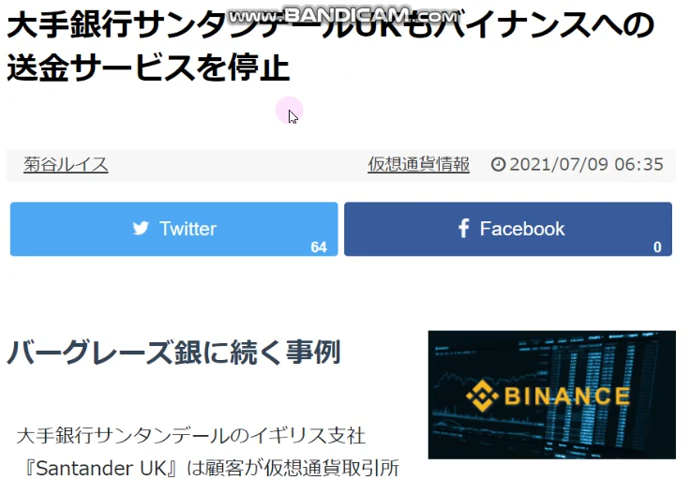 www.BANDICAM.com
大手銀行サンタンデールUKもバイナンスへの
送金サービスを停止
菊谷ルイス
仮想通貨情報 2021/07/09 06:35
Twitter
64
Facebook
0
バーグレーズ銀に続く事例
BINANCE
大手銀行サンタンデールのイギリス支社
『Santander UK』は顧客が仮想通貨取引所